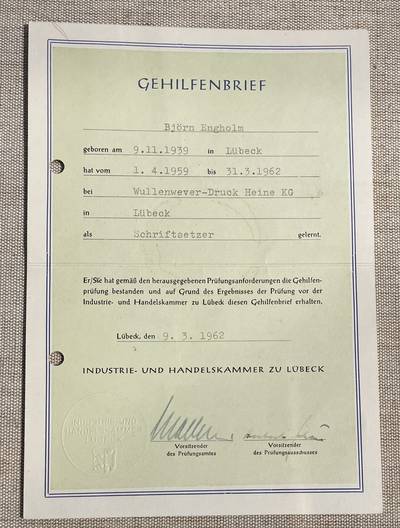 GEHILFENBRIEF
Björn Engholm
geboren am 9.11.1939 in Lübeck
hat vom 1. 4.1959 bis 31.3.1962
bei Wullenwever-Druck Heine KG
in Lübeck
als Schriftsetzer gelernt.
Er/Sie hat gemäß den herausgegebenen Prüfungsanforderungen die Gehilfen-
prüfung bestanden und auf Grund des Ergebnisses der Prüfung vor der
Industrie- und Handelskammer zu Lübeck diesen Gehilfenbrief erhalten.
Lübeck, den 9. 3. 1962
INDUSTRIE- UND HANDELSKAMMER ZU LÜBECK
INDUSTRIE UND
HANDELSKAMMER
Vorsitzender Vorsitzender
des Prüfungsamtes des Prüfungsausschusses